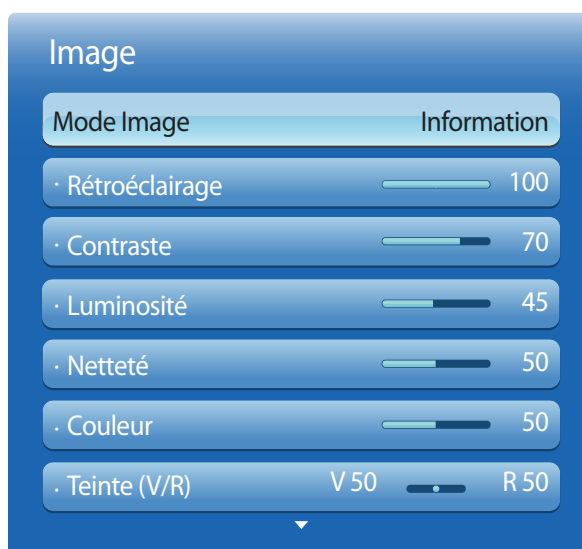 Image
Mode Image Information
· Rétroéclairage 100
· Contraste 70
· Luminosité 45
· Netteté 50
· Couleur 50
· Teinte (V/R) V 50 R 50